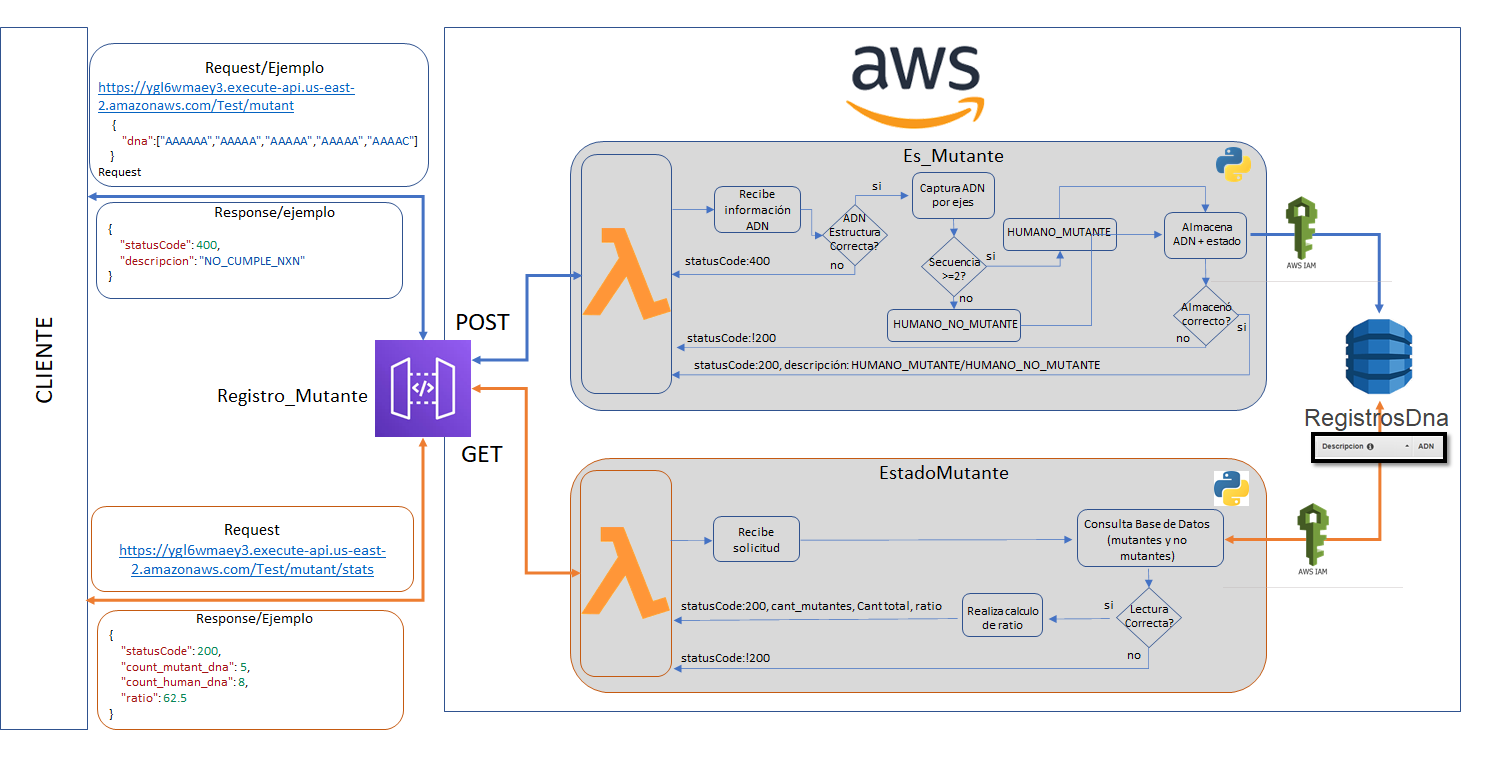 CLIENTE
Request/Ejemplo
https://ygl6wmaey3.execute-api.us-east-
2.amazonaws.com/Test/mutant
{
"dna":["AAAAAA","AAAAA","AAAAA","AAAAA","AAAAC"]
}
Request
Response/ejemplo
{
"statusCode": 400,
"descripcion": "NO_CUMPLE_NXN"
}
POST
Registro_Mutante
GET
Request
https://ygl6wmaey3.execute-api.us-east-
2.amazonaws.com/Test/mutant/stats
Response/Ejemplo
{
"statusCode": 200,
"count_mutant_dna": 5,
"count_human_dna": 8,
"ratio": 62.5
}
aws
Es_Mutante
Recibe
información
ADN
ADN
Estructura
Correcta?
si
no
Captura ADN
por ejes
Secuencia
>=2?
si
no
HUMANO_MUTANTE
HUMANO_NO_MUTANTE
Almacena
ADN + estado
Almacenó
correcto?
si
no
statusCode:400
statusCode:!200
statusCode:200, descripción: HUMANO_MUTANTE/HUMANO_NO_MUTANTE
AWS IAM
RegistrosDna
Descripcion
ADN
EstadoMutante
Recibe
solicitud
Consulta Base de Datos
(mutantes y no
mutantes)
Lectura
Correcta?
si
no
Realiza calculo
de ratio
statusCode:200, cant_mutantes, Cant total, ratio
statusCode:!200
AWS IAM